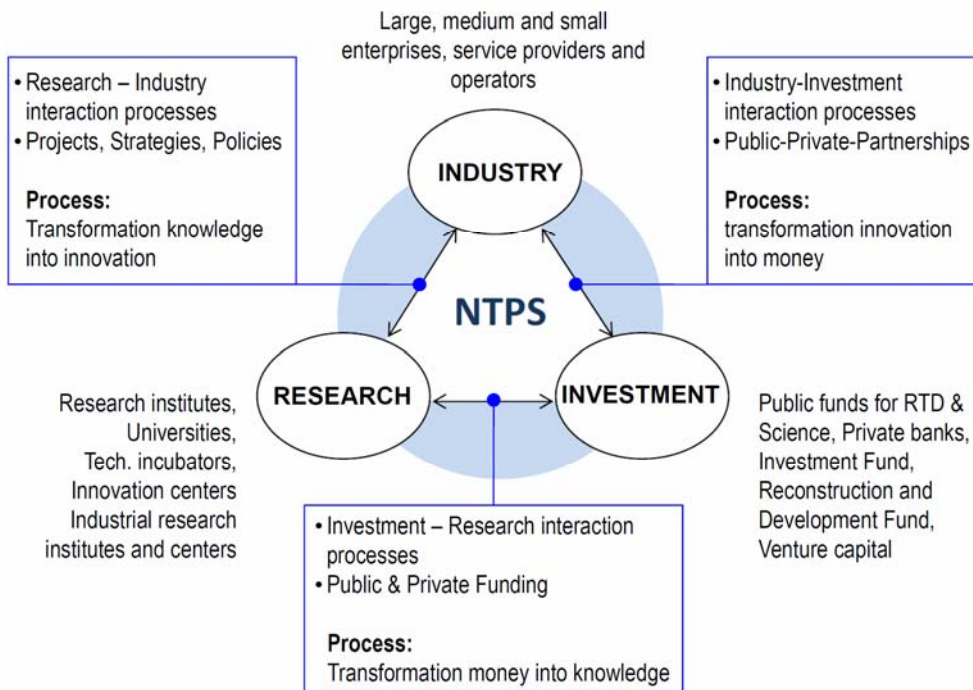 Large, medium and small
enterprises, service providers and
operators
• Research – Industry
interaction processes
• Projects, Strategies, Policies
Process:
Transformation knowledge
into innovation
• Industry-Investment
interaction processes
• Public-Private-Partnerships
Process:
transformation innovation
into money
INDUSTRY
NTPS
RESEARCH
INVESTMENT
Research institutes,
Universities,
Tech. incubators,
Innovation centers
Industrial research
institutes and centers
Public funds for RTD &
Science, Private banks,
Investment Fund,
Reconstruction and
Development Fund,
Venture capital
• Investment – Research interaction
processes
• Public & Private Funding
Process:
Transformation money into knowledge